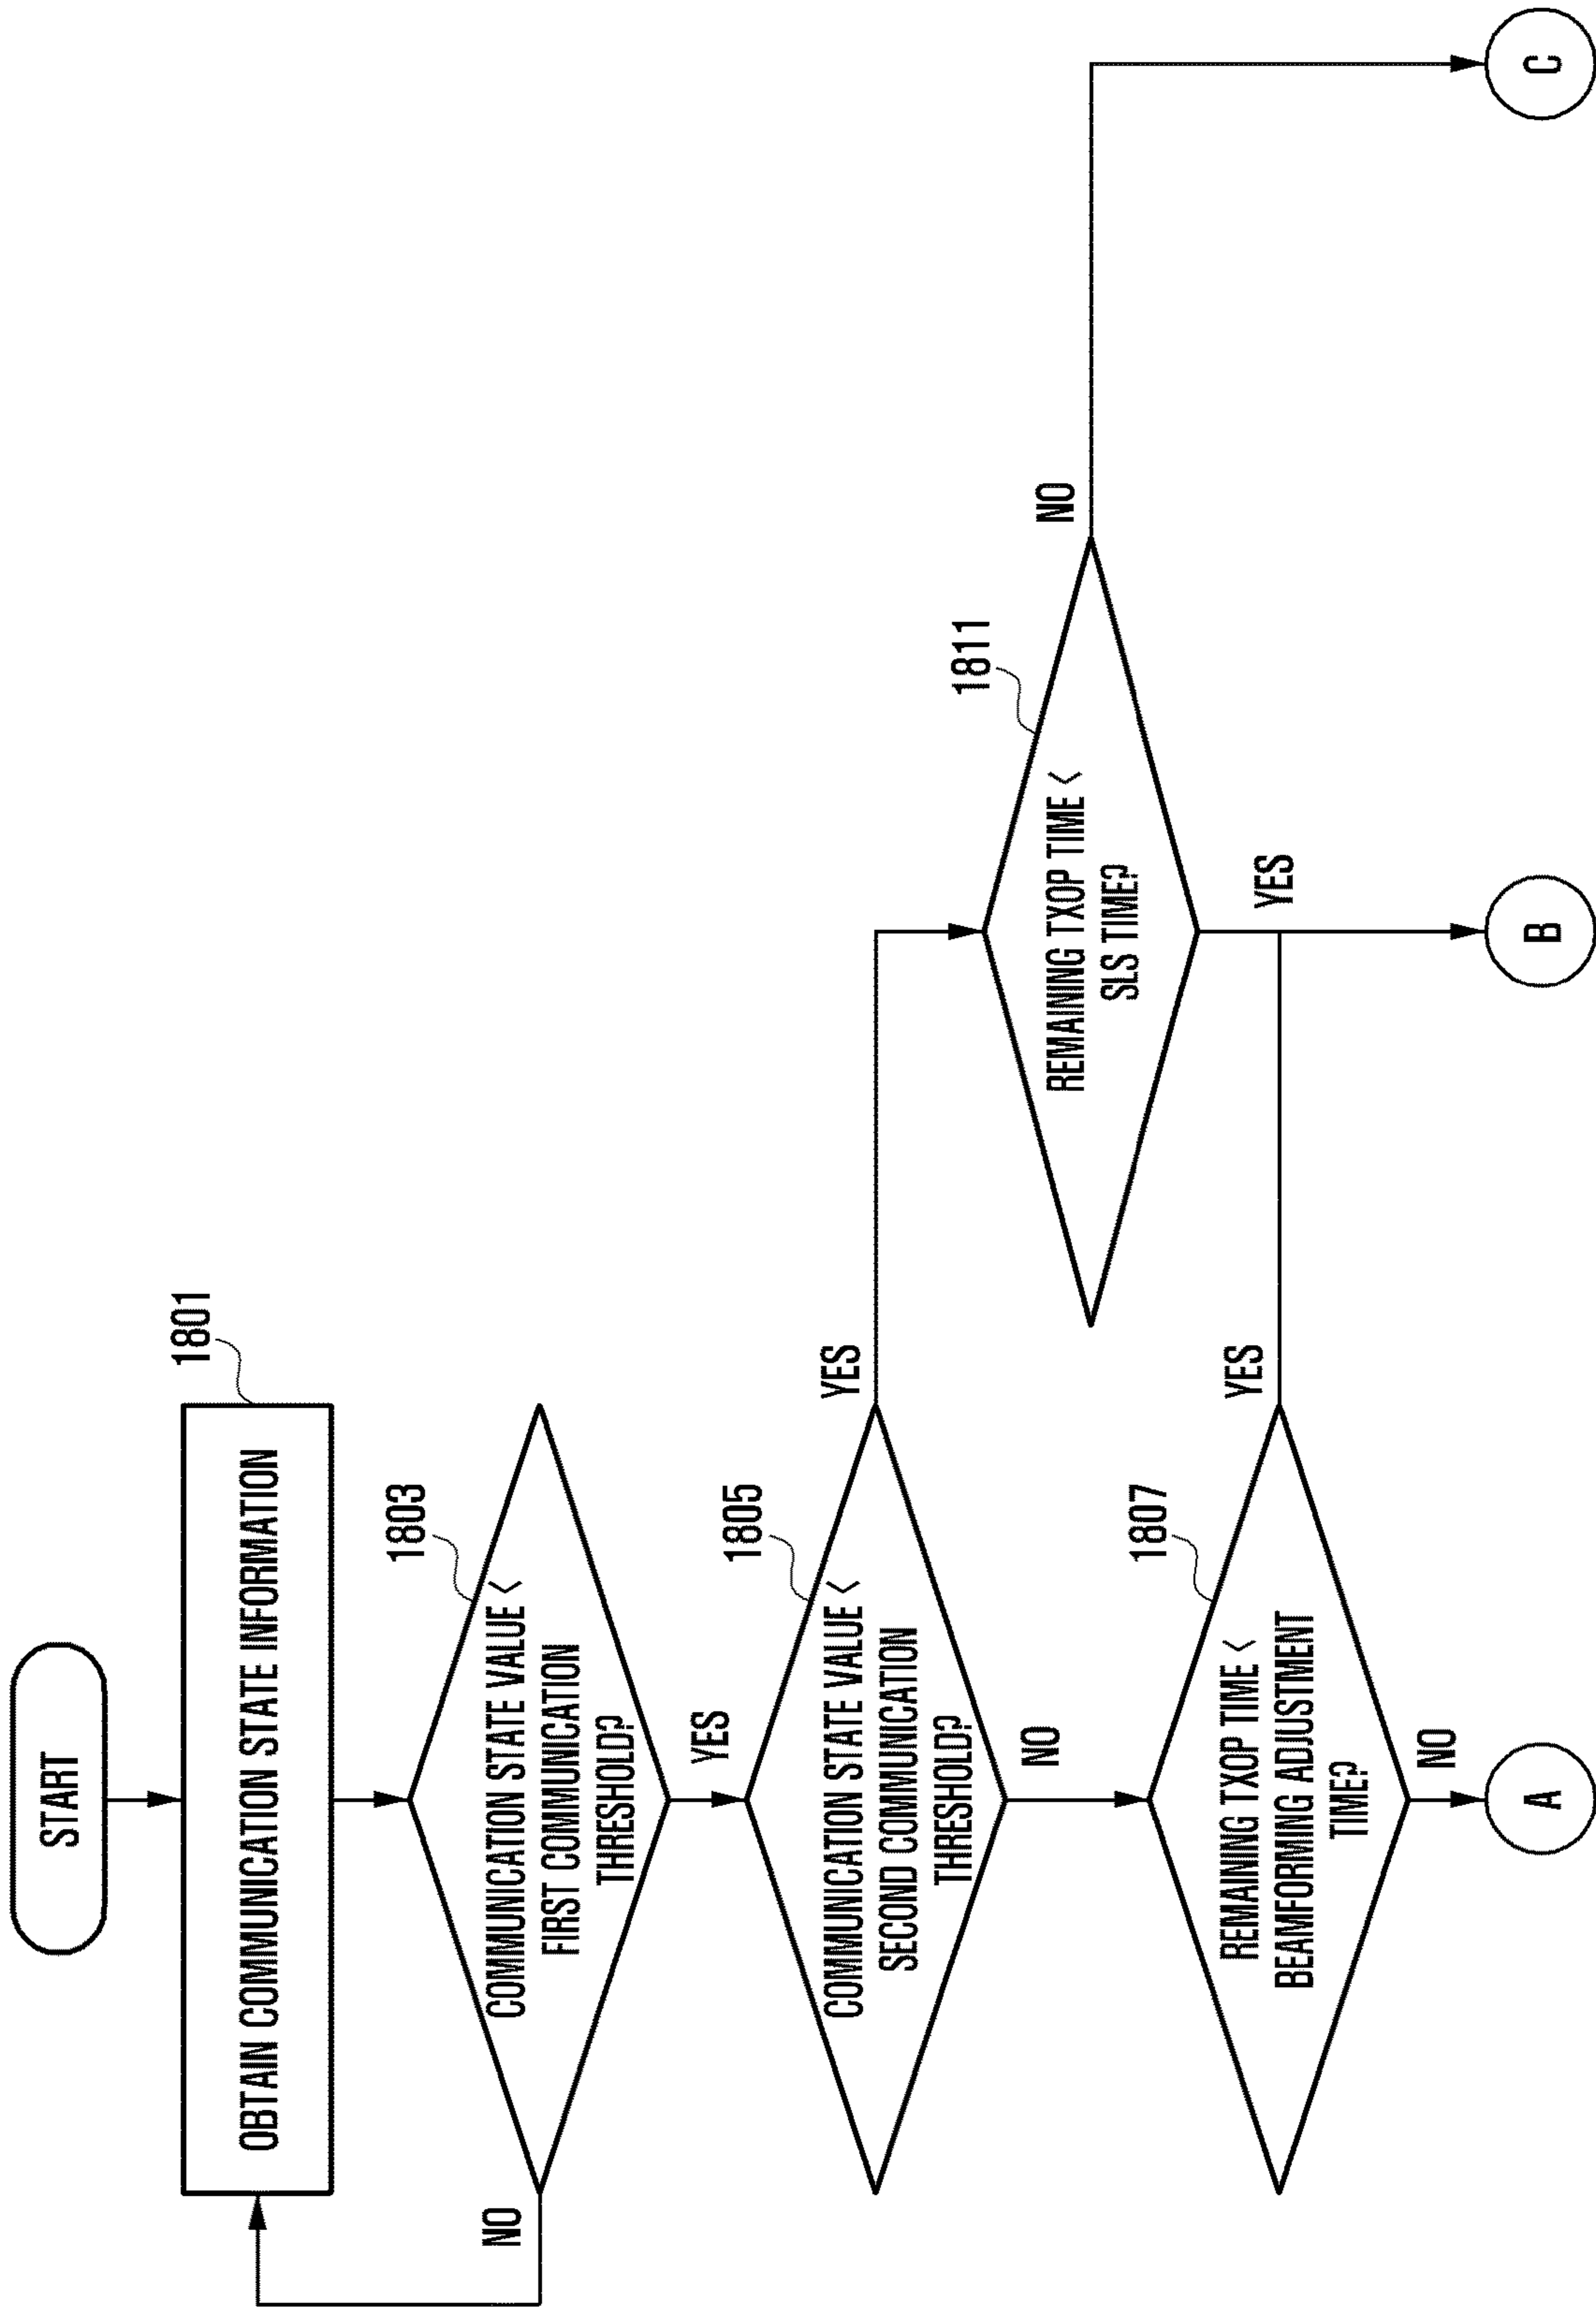 START
1801
OBTAIN COMMUNICATION STATE INFORMATION
1803
COMMUNICATION STATE VALUE <
FIRST COMMUNICATION
THRESHOLD?
NO
YES
1805
COMMUNICATION STATE VALUE <
SECOND COMMUNICATION
THRESHOLD?
YES
NO
1811
REMAINING TXOP TIME <
SLS TIME?
NO
YES
1807
REMAINING TXOP TIME <
BEAMFORMING ADJUSTMENT
TIME?
YES
NO
A
B
C